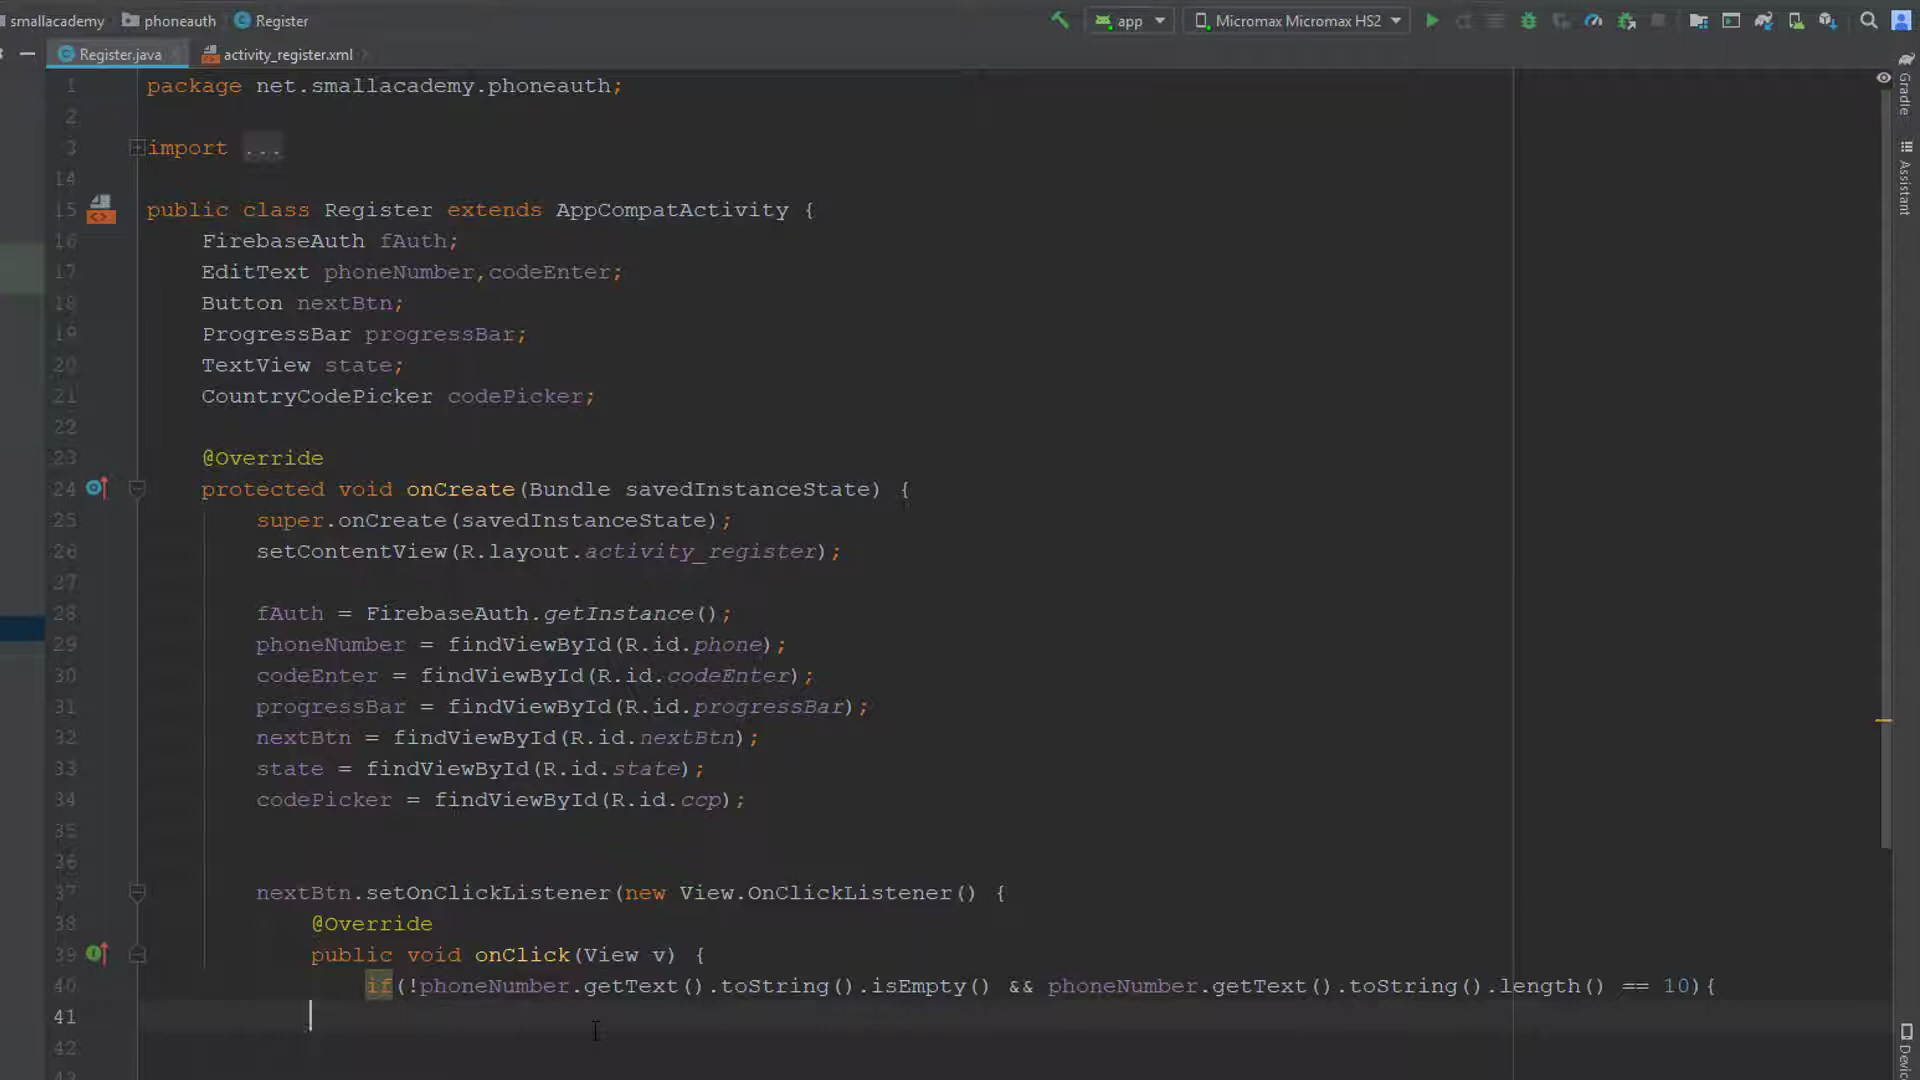 smallacademy phoneauth Register app Micromax Micromax HS2
Register.java activity_register.xml
1 package net.smallacademy.phoneauth;
2
3 import ...
14
15 public class Register extends AppCompatActivity {
16 FirebaseAuth fAuth;
17 EditText phoneNumber,codeEnter;
18 Button nextBtn;
19 ProgressBar progressBar;
20 TextView state;
21 CountryCodePicker codePicker;
22
23 @Override
24 protected void onCreate(Bundle savedInstanceState) {
25 super.onCreate(savedInstanceState);
26 setContentView(R.layout.activity_register);
27
28 fAuth = FirebaseAuth.getInstance();
29 phoneNumber = findViewById(R.id.phone);
30 codeEnter = findViewById(R.id.codeEnter);
31 progressBar = findViewById(R.id.progressBar);
32 nextBtn = findViewById(R.id.nextBtn);
33 state = findViewById(R.id.state);
34 codePicker = findViewById(R.id.ccp);
35
36
37 nextBtn.setOnClickListener(new View.OnClickListener() {
38 @Override
39 public void onClick(View v) {
40 if(!phoneNumber.getText().toString().isEmpty() && phoneNumber.getText().toString().length() == 10){
41
42
Gradle
Assistant